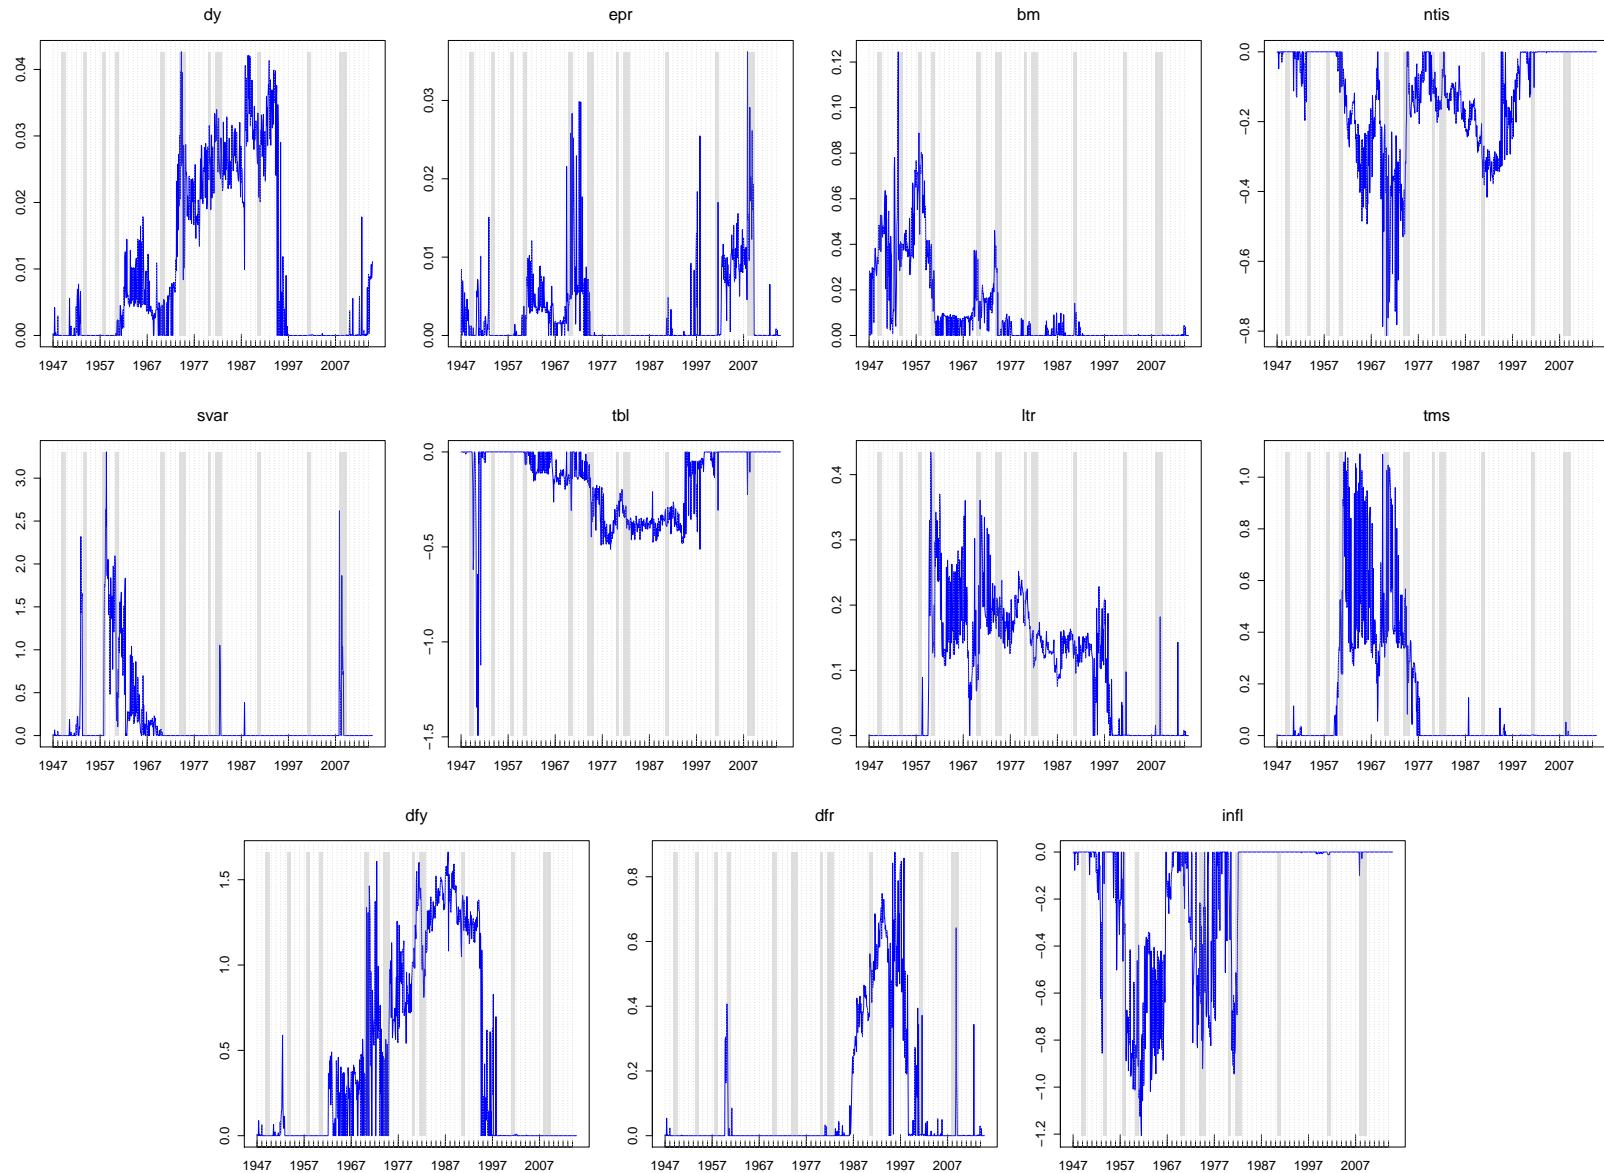 dy epr bm ntis
0.04 0.03 0.02 0.01 0.00
1947 1957 1967 1977 1987 1997 2007
0.03 0.02 0.01 0.00
1947 1957 1967 1977 1987 1997 2007
0.12 0.10 0.08 0.06 0.04 0.02 0.00
1947 1957 1967 1977 1987 1997 2007
0.0 −0.2 −0.4 −0.6 −0.8
1947 1957 1967 1977 1987 1997 2007
svar tbl ltr tms
3.0 2.5 2.0 1.5 1.0 0.5 0.0
1947 1957 1967 1977 1987 1997 2007
0.0 −0.5 −1.0 −1.5
1947 1957 1967 1977 1987 1997 2007
0.4 0.3 0.2 0.1 0.0
1947 1957 1967 1977 1987 1997 2007
1.0 0.8 0.6 0.4 0.2 0.0
1947 1957 1967 1977 1987 1997 2007
dfy dfr infl
1.5 1.0 0.5 0.0
1947 1957 1967 1977 1987 1997 2007
0.8 0.6 0.4 0.2 0.0
1947 1957 1967 1977 1987 1997 2007
0.0 −0.2 −0.4 −0.6 −0.8 −1.0 −1.2
1947 1957 1967 1977 1987 1997 2007